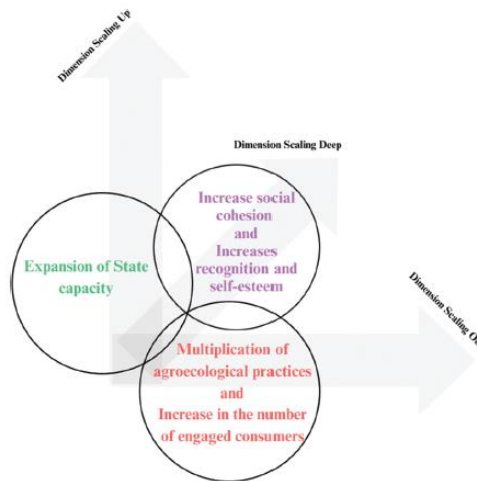 Dimension Scaling Up
Dimension Scaling Deep
Increase social
cohesion
and
Increases
recognition and
self-esteem
Expansion of State
capacity
Dimension Scaling
Multiplication of
agroecological practices
and
Increase in the number
of engaged consumers